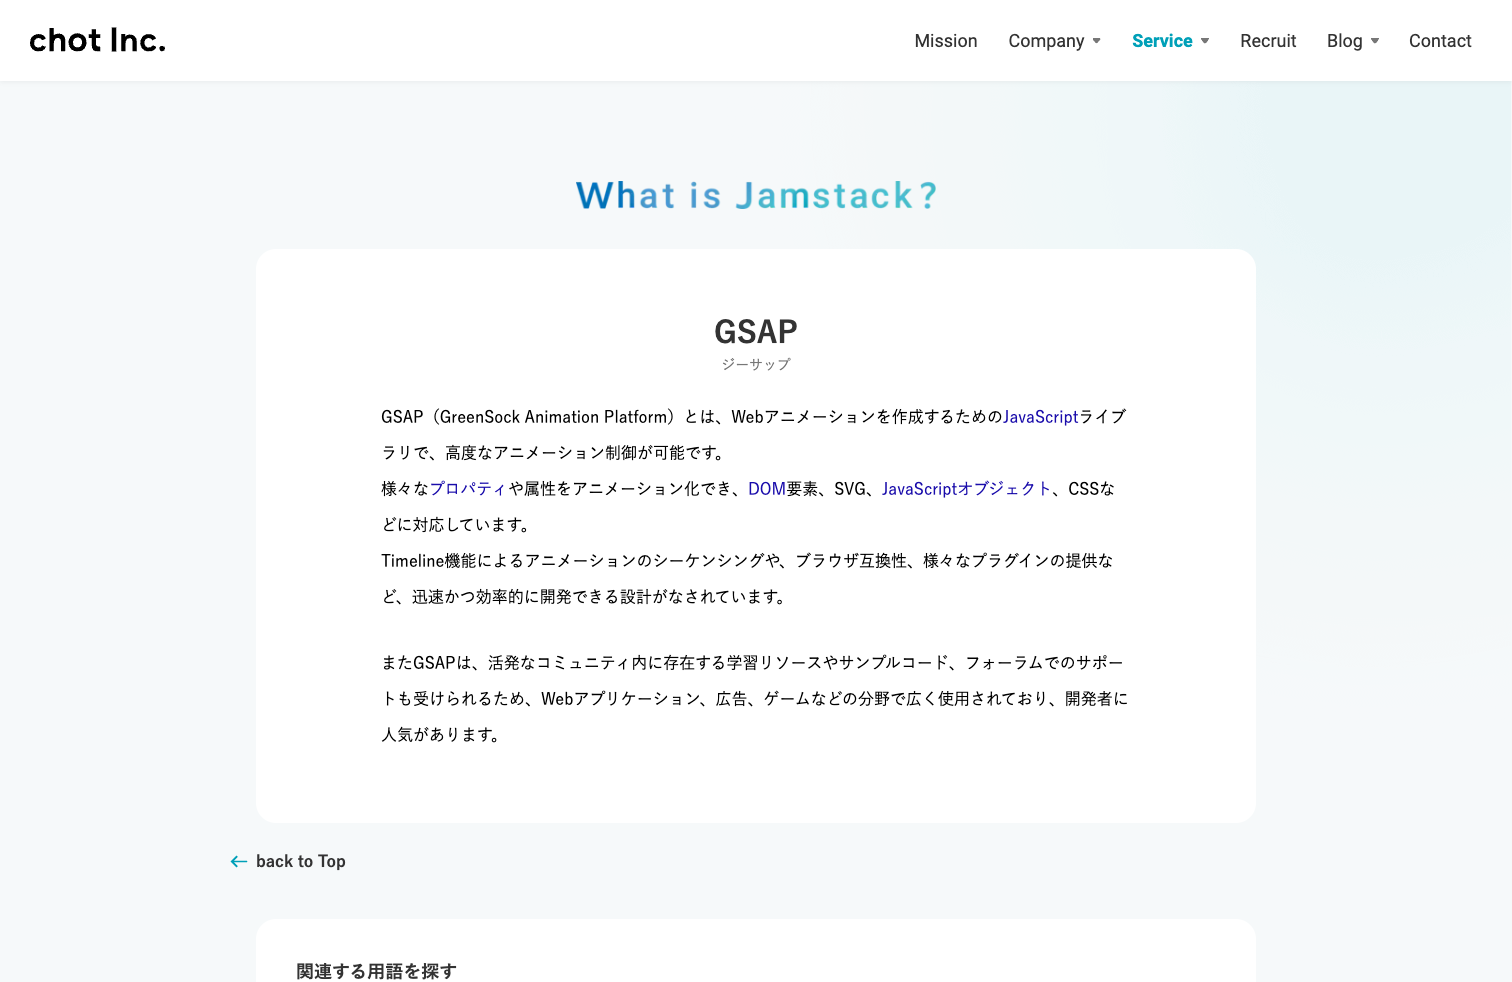 chot Inc.
Mission
Company
Service
Recruit
Blog
Contact
What is Jamstack?
GSAP
ジーサップ
GSAP（GreenSock Animation Platform）とは、Webアニメーションを作成するためのJavaScriptライブ
ラリで、高度なアニメーション制御が可能です。
様々なプロパティや属性をアニメーション化でき、DOM要素、SVG、JavaScriptオブジェクト、CSSな
どに対応しています。
Timeline機能によるアニメーションのシーケンシングや、ブラウザ互換性、様々なプラグインの提供な
ど、迅速かつ効率的に開発できる設計がなされています。
またGSAPは、活発なコミュニティ内に存在する学習リソースやサンプルコード、フォーラムでのサポー
トも受けられるため、Webアプリケーション、広告、ゲームなどの分野で広く使用されており、開発者に
人気があります。
back to Top
関連する用語を探す